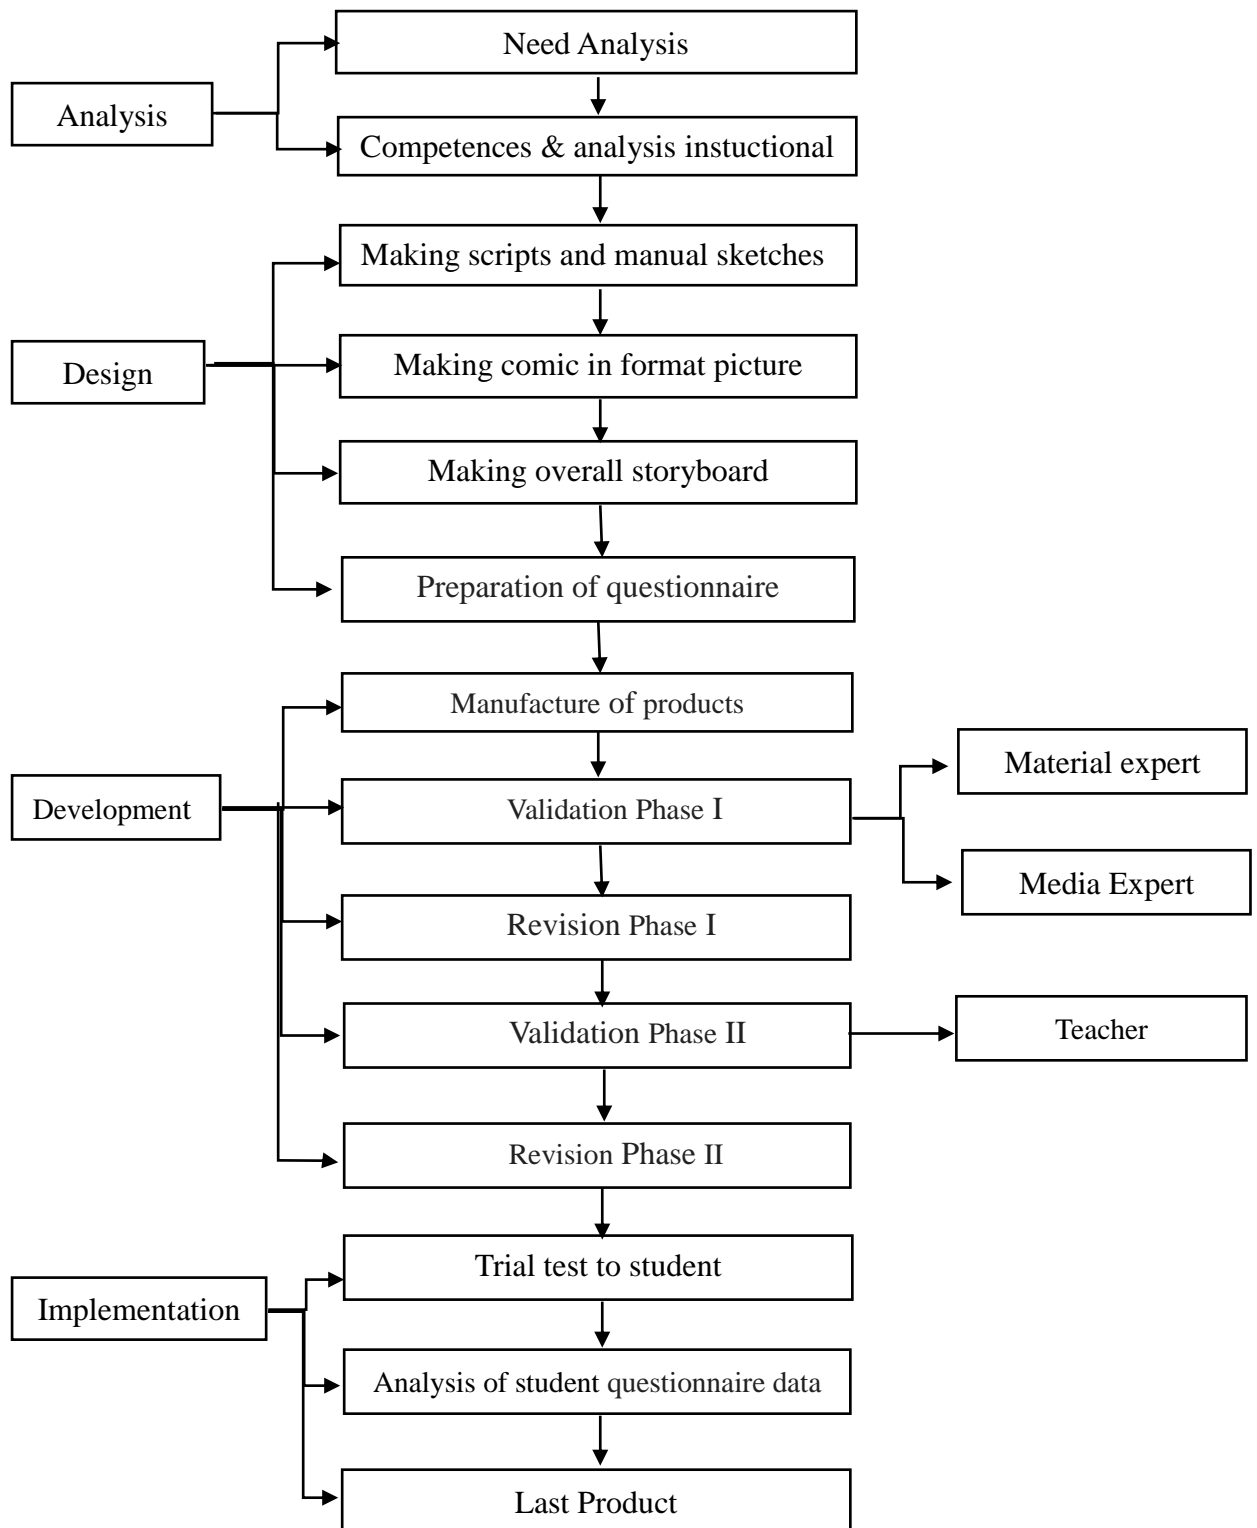 Need Analysis
Analysis
Competences & analysis instuctional
Making scripts and manual sketches
Making comic in format picture
Design
Making overall storyboard
Preparation of questionnaire
Manufacture of products
Material expert
Development
Validation Phase I
Media Expert
Revision Phase I
Validation Phase II
Teacher
Revision Phase II
Trial test to student
Implementation
Analysis of student questionnaire data
Last Product